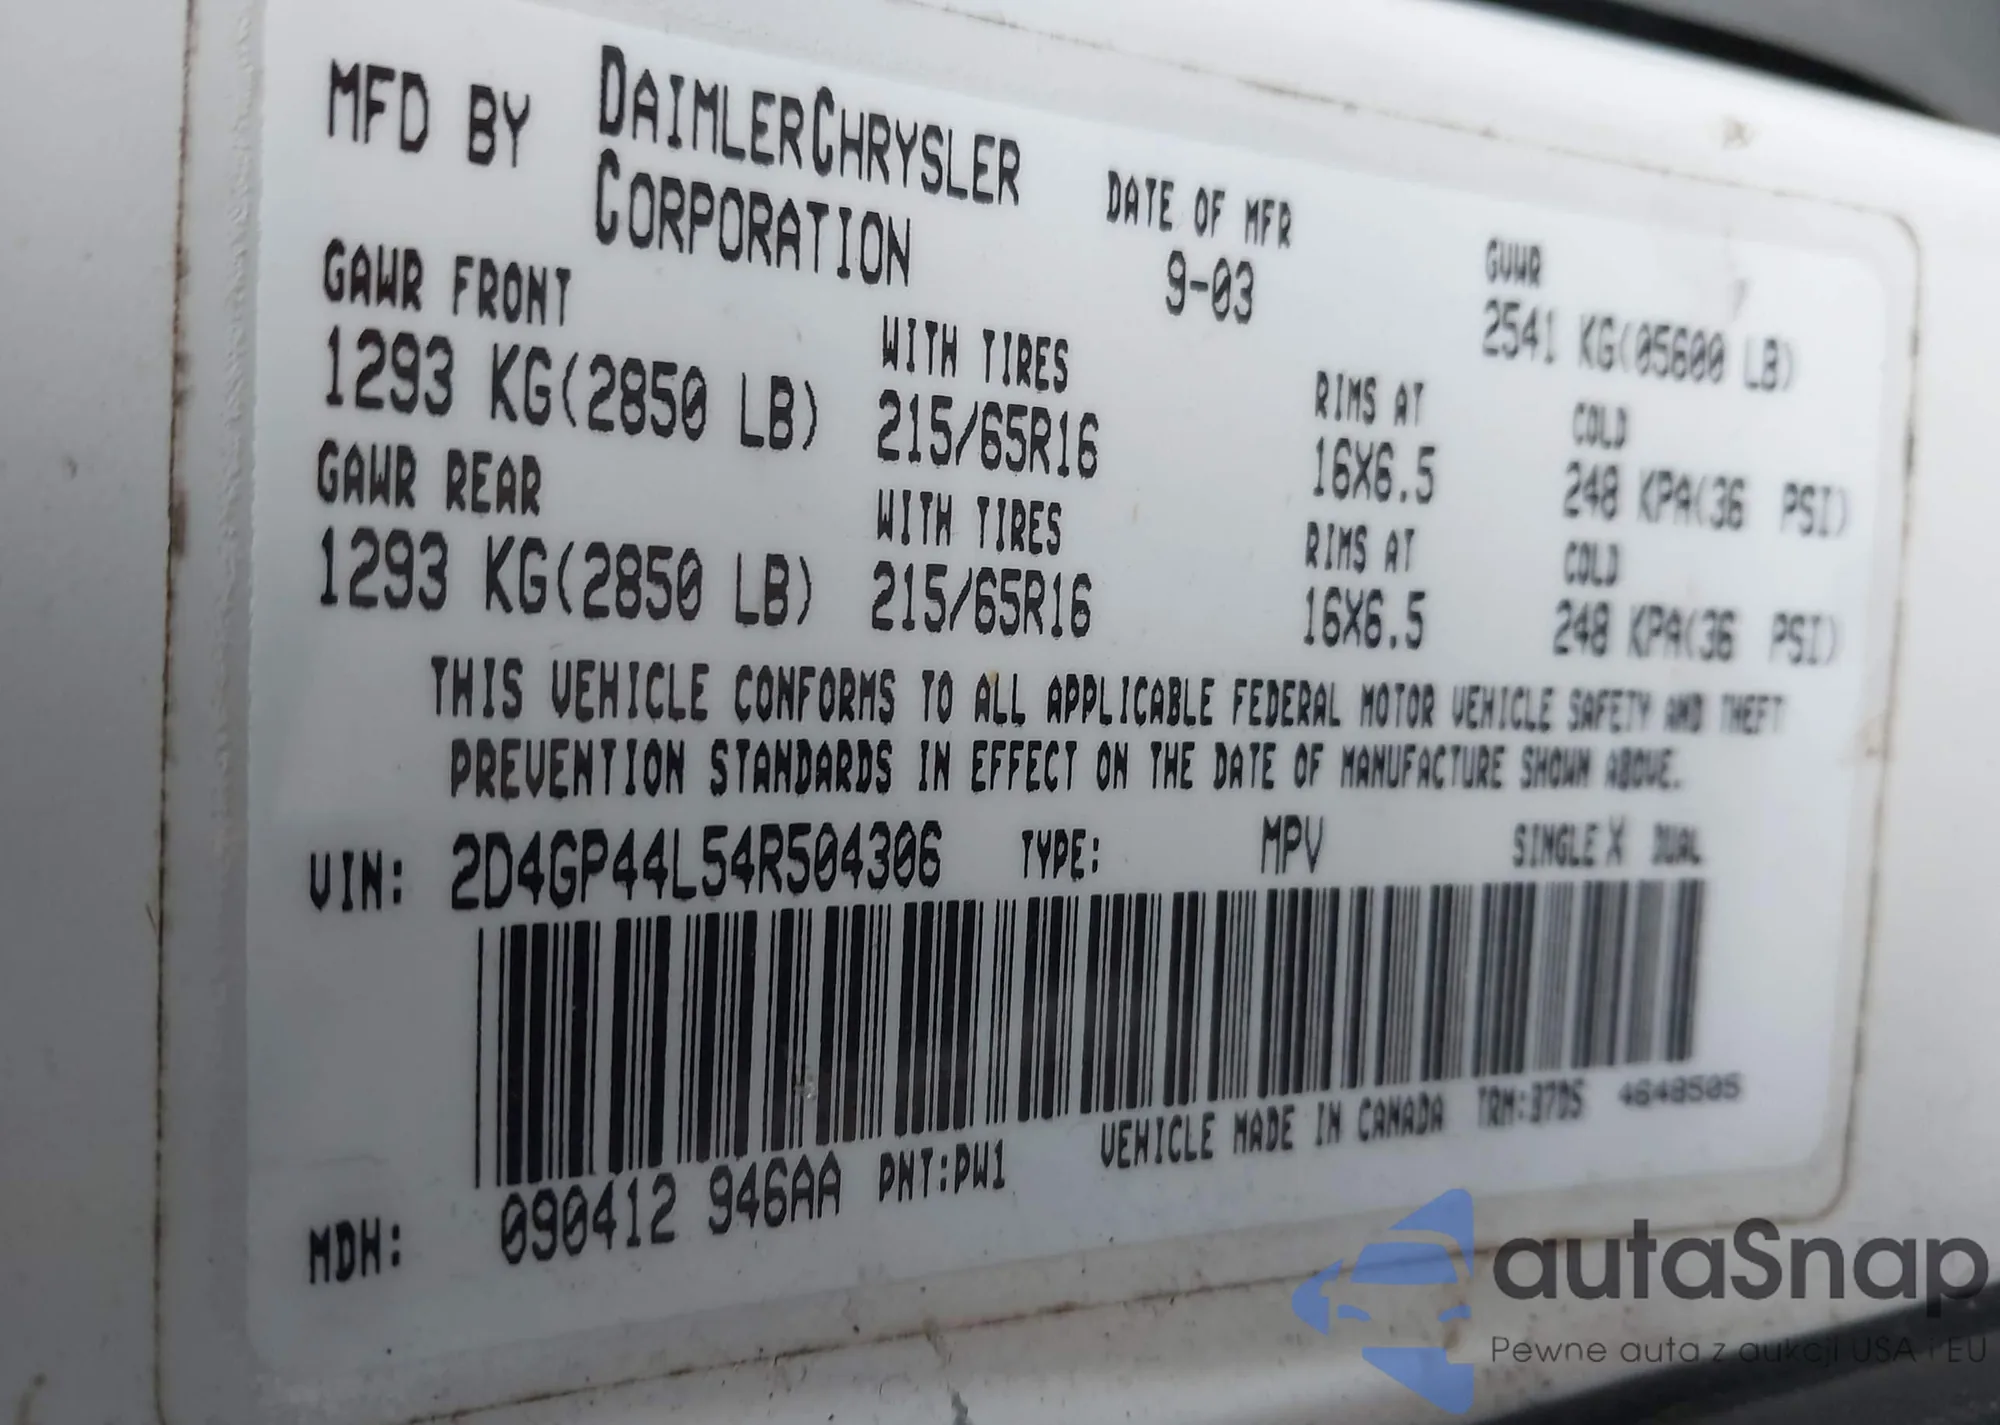 MFD BY DAIMLERCHRYSLER CORPORATION DATE OF MFR 9-03 GVWR 2541 KG(05600 LB)
GAWR FRONT WITH TIRES RIMS AT COLD
1293 KG(2850 LB) 215/65R16 16X6.5 248 KPA(36 PSI)
GAWR REAR WITH TIRES RIMS AT COLD
1293 KG(2850 LB) 215/65R16 16X6.5 248 KPA(36 PSI)
THIS VEHICLE CONFORMS TO ALL APPLICABLE FEDERAL MOTOR VEHICLE SAFETY AND THEFT
PREVENTION STANDARDS IN EFFECT ON THE DATE OF MANUFACTURE SHOWN ABOVE.
VIN: 2D4GP44L54R504306 TYPE: MPV SINGLE X DUAL
MDH: 090412 946AA PNT:PW1 VEHICLE MADE IN CANADA TRM:37D5 4648505
autaSnap
Pewne auta z aukcji USA i EU